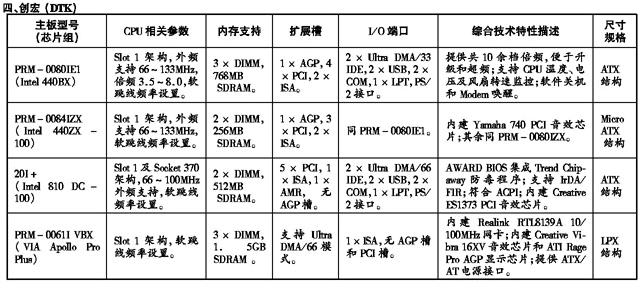 四、创宏(DTK)
主板型号
(芯片组)
CPU 相关参数
内存支持
扩展槽
I/O 端口
综合技术特性描述
尺寸
规格
PRM-0080IE1
(Intel 440BX)
Slot 1 架构,外频
支持 66~133MHz,
倍频 3.5~8.0,软
跳线频率设置。
3× DIMM,
768MB
SDRAM。
1× AGP,4
× PCI,2×
ISA。
2× Ultra DMA/33
IDE,2× USB,2×
COM,1× LPT,PS/
2 接口。
提供共 10 余档倍频,便于升
级和超频;支持 CPU 温度、电
压及风扇转速监控;软件关机
和 Modem 唤醒。
ATX
结构
PRM-0084IZX
(Intel 440ZX-
100)
Slot 1 架构,外频
支持 66~133MHz,
软跳线频率设置。
2× DIMM,
256MB
SDRAM。
1× AGP,3
× PCI,2×
ISA。
同 PRM-0080IE1。
内建 Yamaha 740 PCI 音效芯
片;其余同 PRM-0080IZX。
Micro
ATX
结构
20I+
(Intel 810 DC-
100)
Slot 1 及 Socket 370
架构,66~100MHz
外频支持,软跳线
频率设置。
2× DIMM,
512MB
SDRAM。
5× PCI,1
× ISA,1×
AMR,无
AGP 槽。
2× Ultra DMA/66
IDE,2× USB,2×
COM,1× LPT,PS/
2 接口。
AWARD BIOS 集成 Trend Chip-
away 防毒程序;支持 IrDA/
FIR;符合 ACPI;内建 Creative
ES1373 PCI 音效芯片。
ATX
结构
PRM-00611 VBX
(VIA Apollo Pro
Plus)
Slot 1 架构,软跳
线频率设置。
3× DIMM,
1. 5GB
SDRAM 。
支持 Ultra
DMA/66 模
式。
1×ISA,无 AGP 槽
和 PCI 槽。
内建 Realink RTL8139A 10/
100MHz 网卡;内建 Creative Vi-
bra 16XV 音效芯片和 ATI Rage
Pro AGP 显示芯片;提供 ATX/
AT 电源接口。
LPX
结构